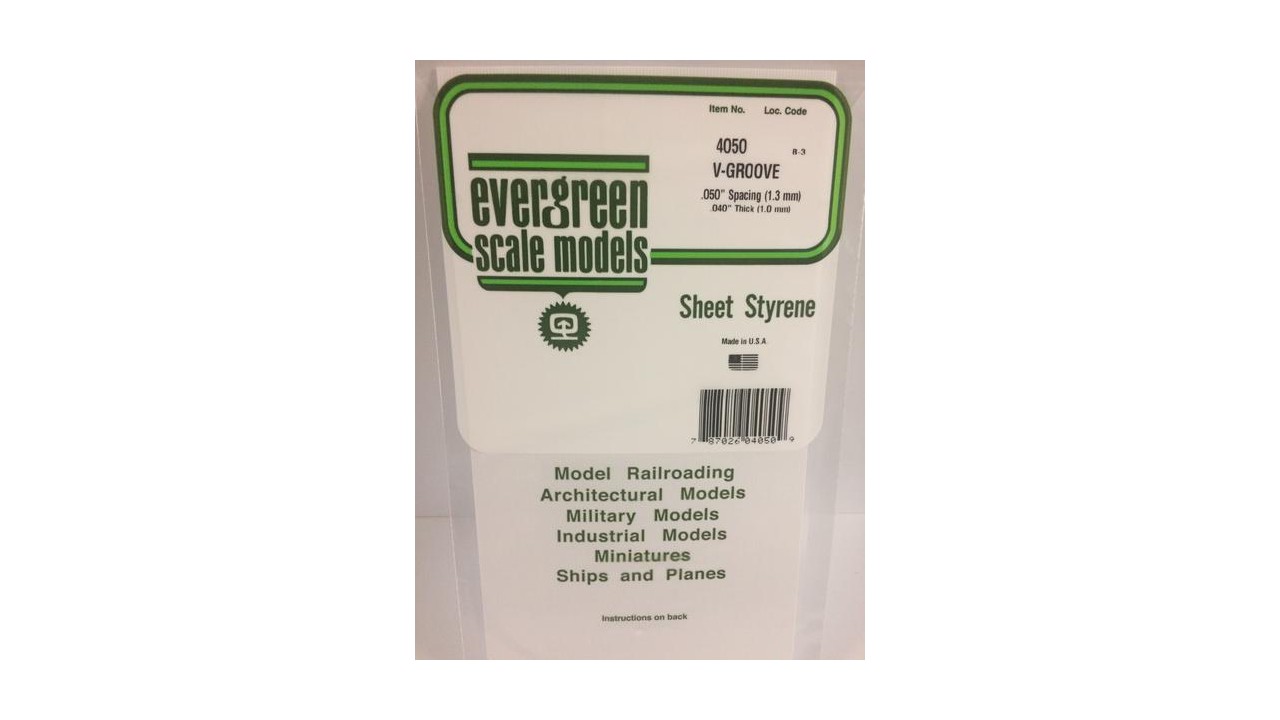 Item No. Loc. Code
4050 B-3
V-GROOVE
.050" Spacing (1.3 mm)
.040" Thick (1.0 mm)
evergreen
scale models
Sheet Styrene
Made in U.S.A.
7 87026 04050 9
Model Railroading
Architectural Models
Military Models
Industrial Models
Miniatures
Ships and Planes
Instructions on back